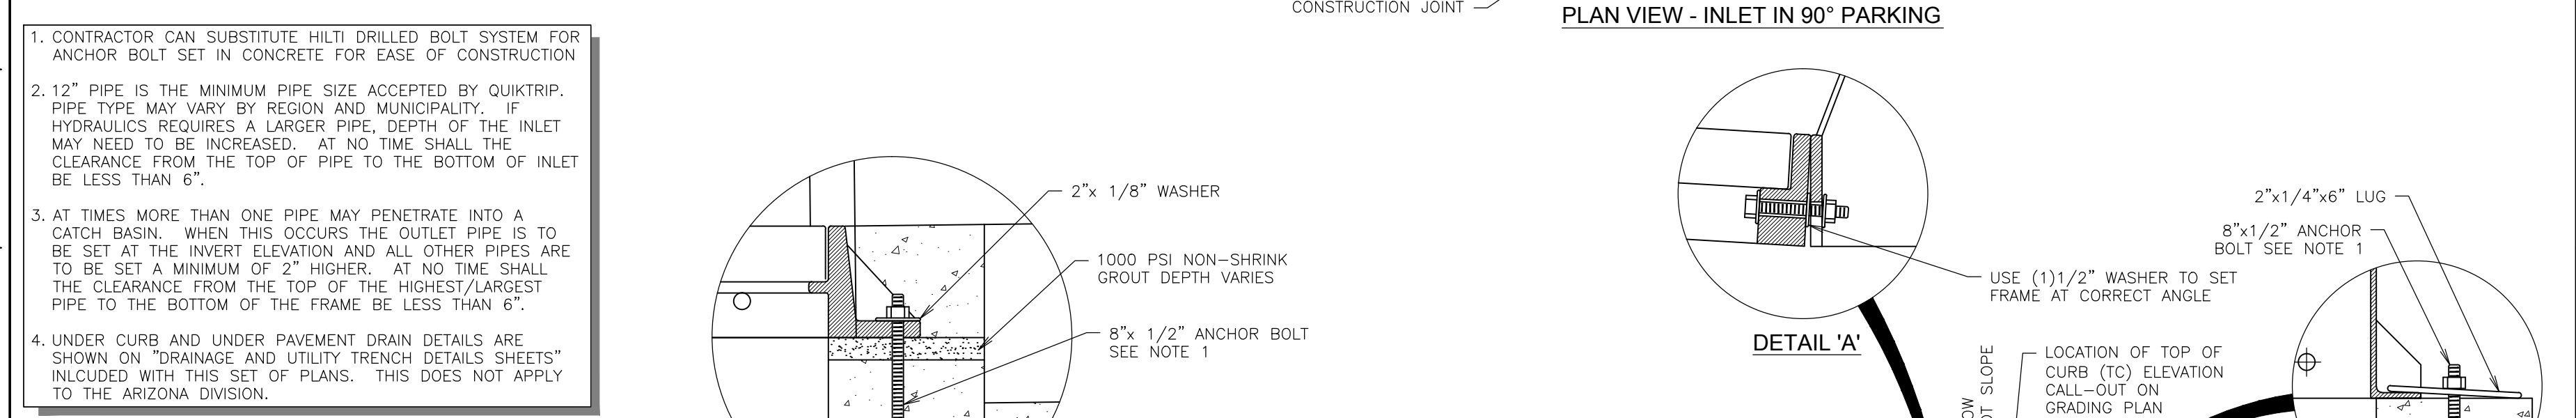 CONSTRUCTION JOINT
PLAN VIEW - INLET IN 90° PARKING
1. CONTRACTOR CAN SUBSTITUTE HILTI DRILLED BOLT SYSTEM FOR
ANCHOR BOLT SET IN CONCRETE FOR EASE OF CONSTRUCTION
2. 12" PIPE IS THE MINIMUM PIPE SIZE ACCEPTED BY QUIKTRIP.
PIPE TYPE MAY VARY BY REGION AND MUNICIPALITY. IF
HYDRAULICS REQUIRES A LARGER PIPE, DEPTH OF THE INLET
MAY NEED TO BE INCREASED. AT NO TIME SHALL THE
CLEARANCE FROM THE TOP OF PIPE TO THE BOTTOM OF INLET
BE LESS THAN 6".
3. AT TIMES MORE THAN ONE PIPE MAY PENETRATE INTO A
CATCH BASIN. WHEN THIS OCCURS THE OUTLET PIPE IS TO
BE SET AT THE INVERT ELEVATION AND ALL OTHER PIPES ARE
TO BE SET A MINIMUM OF 2" HIGHER. AT NO TIME SHALL
THE CLEARANCE FROM THE TOP OF THE HIGHEST/LARGEST
PIPE TO THE BOTTOM OF THE FRAME BE LESS THAN 6".
4. UNDER CURB AND UNDER PAVEMENT DRAIN DETAILS ARE
SHOWN ON "DRAINAGE AND UTILITY TRENCH DETAILS SHEETS"
INLCUDED WITH THIS SET OF PLANS. THIS DOES NOT APPLY
TO THE ARIZONA DIVISION.
2"x 1/8" WASHER
1000 PSI NON-SHRINK
GROUT DEPTH VARIES
8"x 1/2" ANCHOR BOLT
SEE NOTE 1
USE (1)1/2" WASHER TO SET
FRAME AT CORRECT ANGLE
DETAIL 'A'
2"x1/4"x6" LUG
8"x1/2" ANCHOR
BOLT SEE NOTE 1
LOCATION OF TOP OF
CURB (TC) ELEVATION
CALL-OUT ON
GRADING PLAN
SLOPE